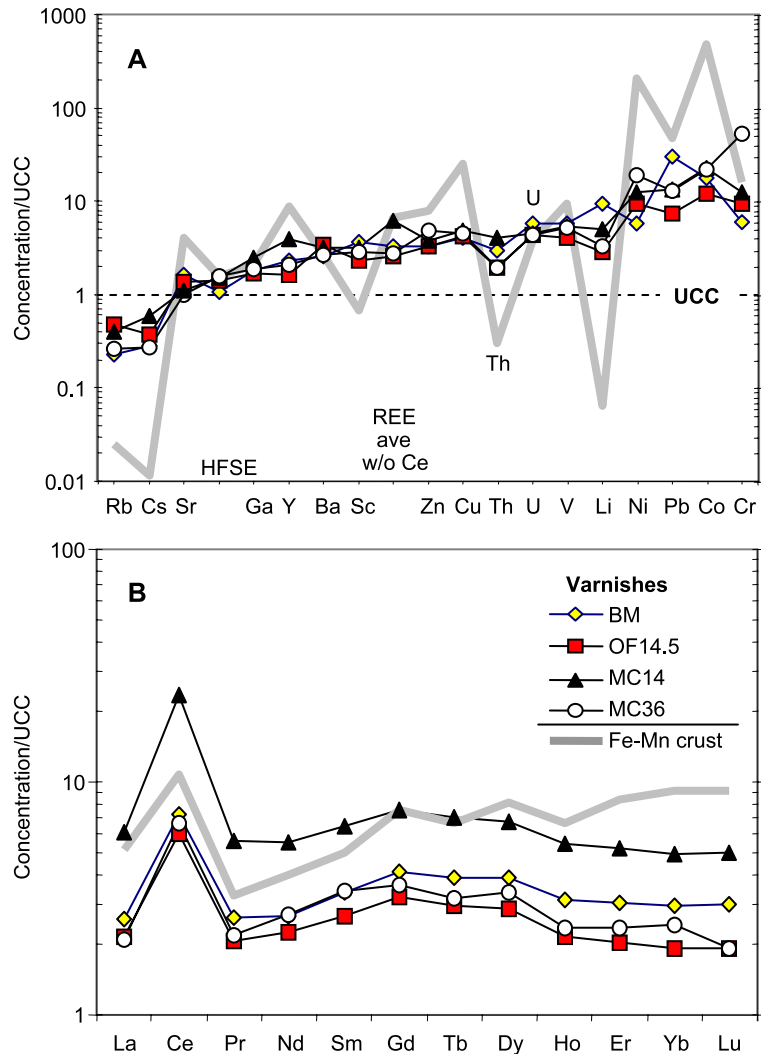 1000
A
100
U
10
Concentration/UCC
1
UCC
Th
0.1
REE
ave
w/o Ce
HFSE
0.01
Rb Cs Sr Ga Y Ba Sc Zn Cu Th U V Li Ni Pb Co Cr
100
B
Varnishes
BM
OF14.5
MC14
MC36
Fe-Mn crust
10
Concentration/UCC
1
La Ce Pr Nd Sm Gd Tb Dy Ho Er Yb Lu